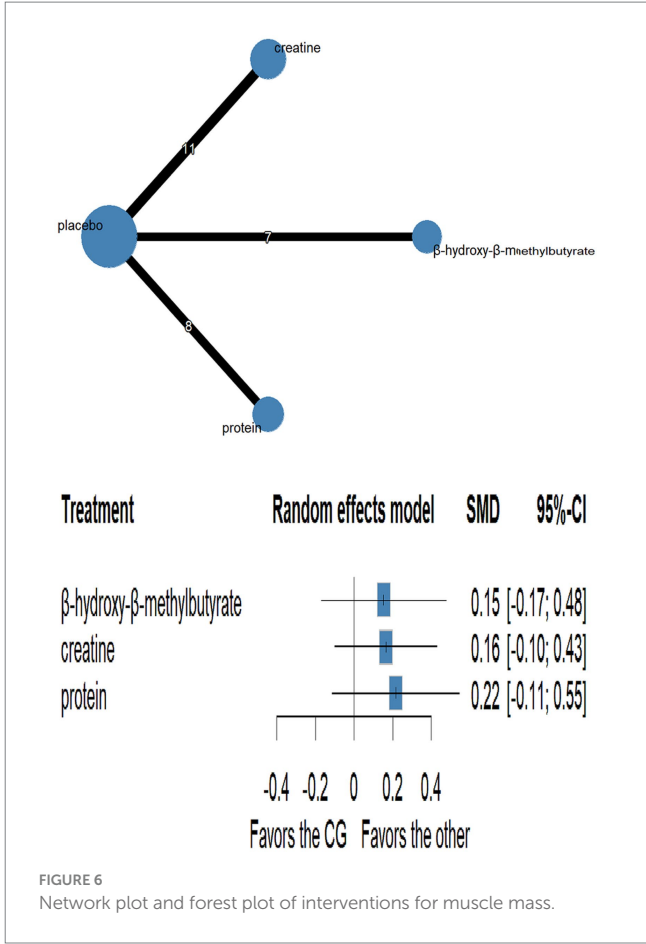 creatine
11
placebo
7
β-hydroxy-β-methylbutyrate
8
protein
Treatment Random effects model SMD 95%-CI
β-hydroxy-β-methylbutyrate 0.15 [-0.17; 0.48]
creatine 0.16 [-0.10; 0.43]
protein 0.22 [-0.11; 0.55]
-0.4 -0.2 0 0.2 0.4
Favors the CG Favors the other
FIGURE 6
Network plot and forest plot of interventions for muscle mass.